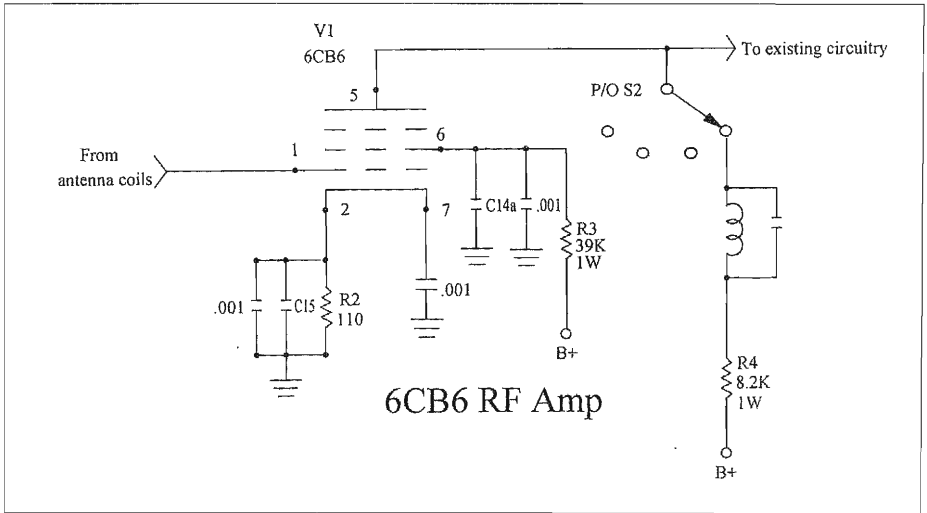 V1
6CB6
To existing circuitry
P/O S2
5
6
1
From
antenna coils
2
7
C14a
.001
R3
39K
1W
.001
C15
R2
110
.001
B+
R4
8.2K
1W
6CB6 RF Amp
B+